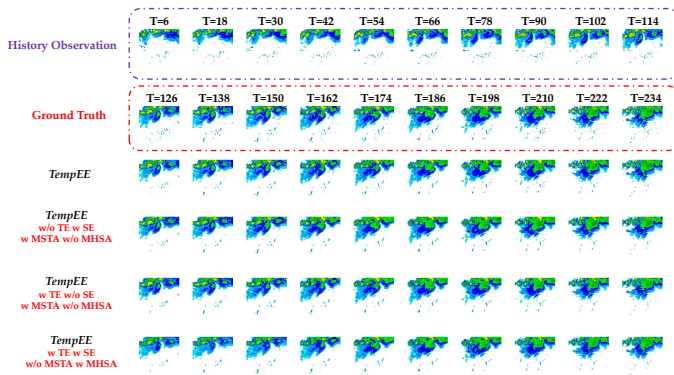 T=6 T=18 T=30 T=42 T=54 T=66 T=78 T=90 T=102 T=114
History Observation
T=126 T=138 T=150 T=162 T=174 T=186 T=198 T=210 T=222 T=234
Ground Truth
TempEE
TempEE
w/o TE w SE
w MSTA w/o MHSA
TempEE
w TE w/o SE
w MSTA w/o MHSA
TempEE
w TE w SE
w/o MSTA w MHSA